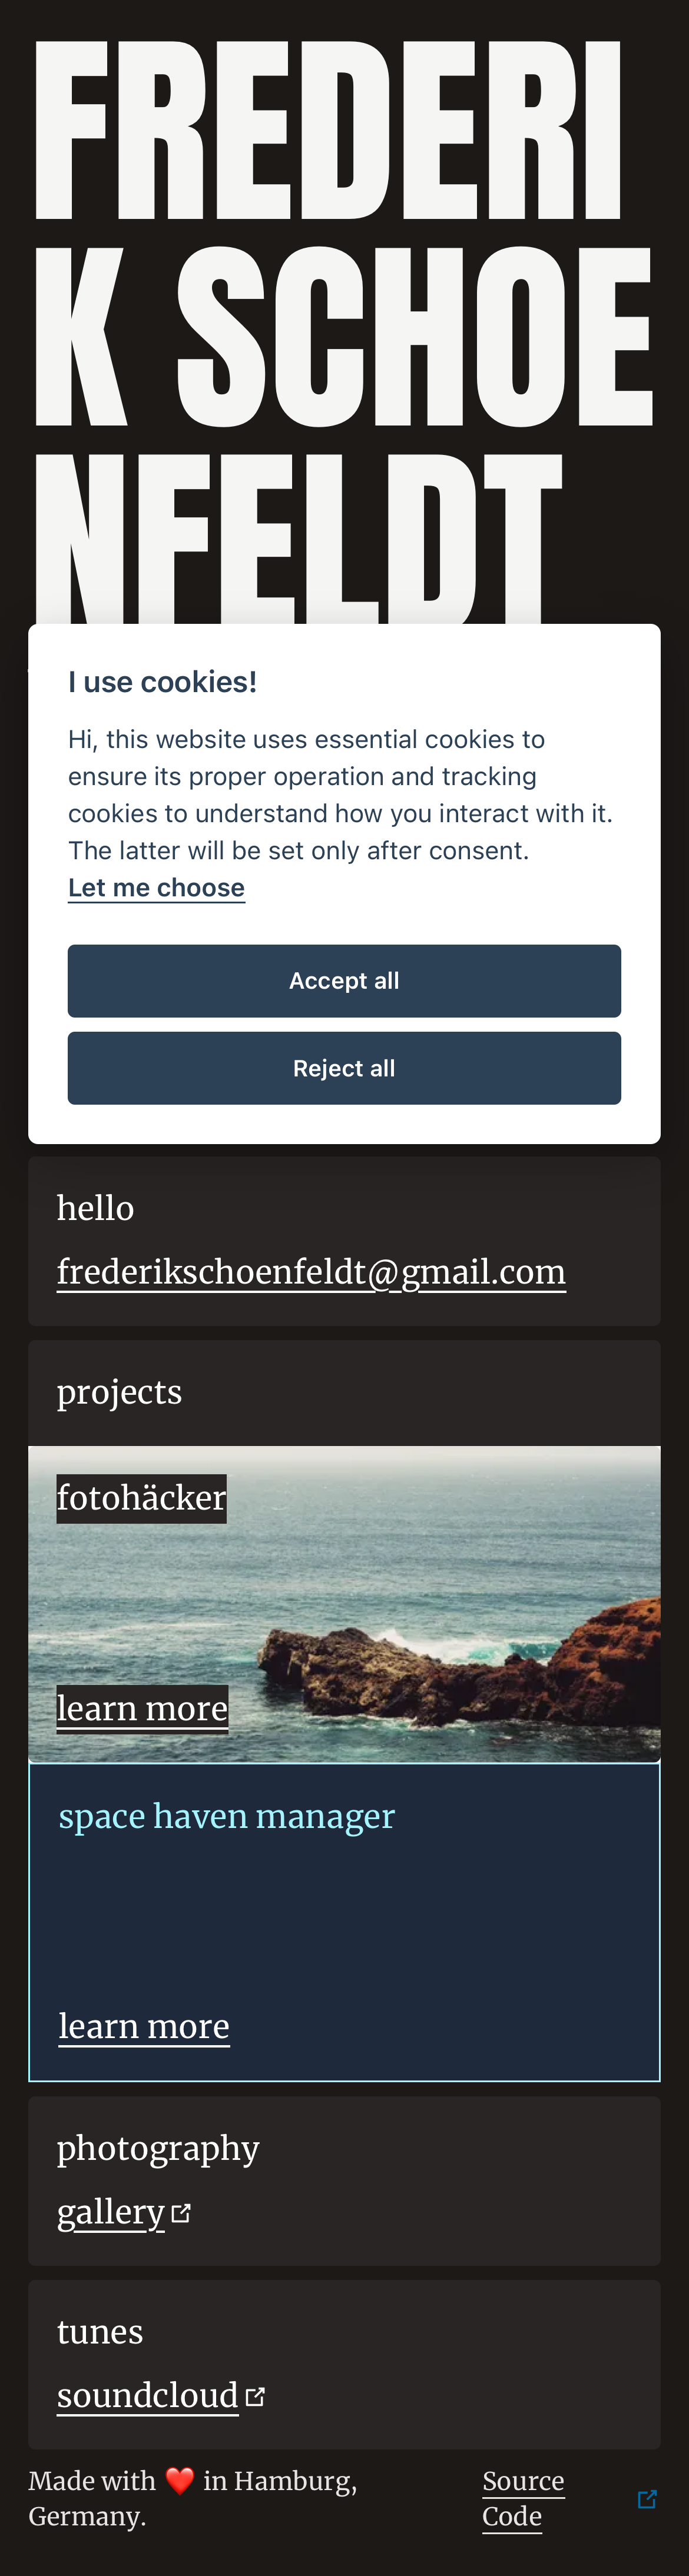 FREDERI
K SCHOE
NFELDT
I use cookies!
Hi, this website uses essential cookies to
ensure its proper operation and tracking
cookies to understand how you interact with it.
The latter will be set only after consent.
Let me choose
Accept all
Reject all
hello
frederikschoenfeldt@gmail.com
projects
fotohäcker
learn more
space haven manager
learn more
photography
gallery
tunes
soundcloud
Made with ❤️ in Hamburg,
Germany.
Source
Code